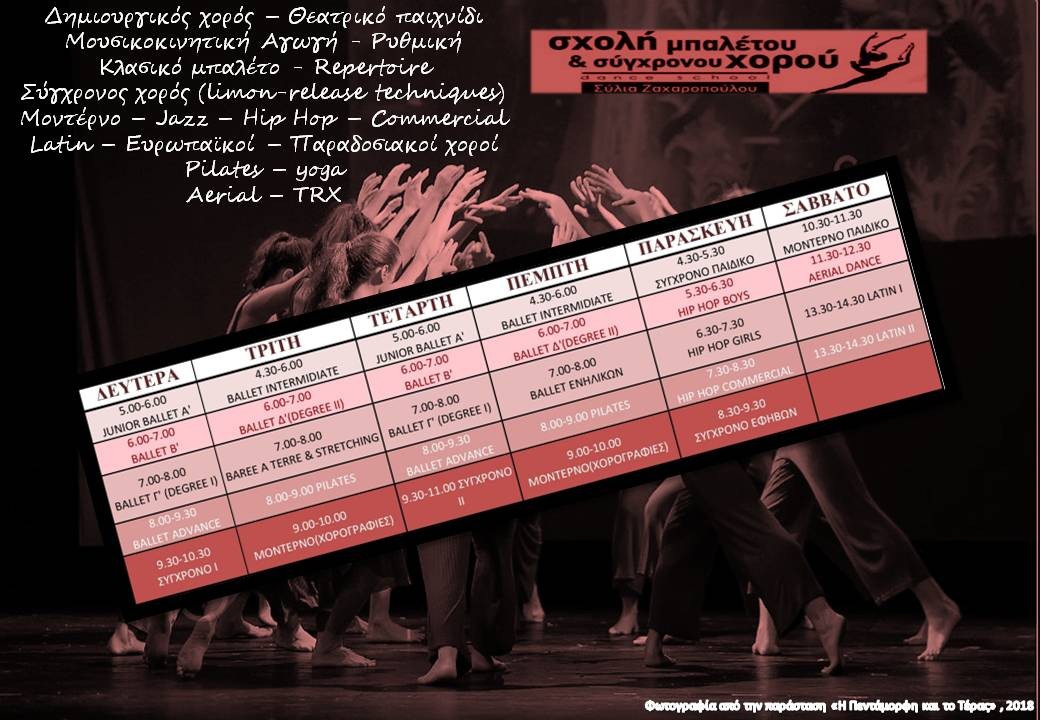 Δημιουργικός χορός – Θεατρικό παιχνίδι
Μουσικοκινητική Αγωγή - Ρυθμική
Κλασικό μπαλέτο - Repertoire
Σύγχρονος χορός (limon-release techniques)
Μοντέρνο – Jazz – Hip Hop – Commercial
Latin – Ευρωπαϊκοί – Παραδοσιακοί χοροί
Pilates – yoga
Aerial – TRX
σχολή μπαλέτου
& σύγχρονου χορού
dance school
Σύλια Ζαχαροπούλου
ΔΕΥΤΕΡΑ
5.00-6.00
JUNIOR BALLET A'
6.00-7.00
BALLET B'
7.00-8.00
BALLET Γ' (DEGREE I)
8.00-9.30
BALLET ADVANCE
9.30-10.30
ΣΥΓΧΡΟΝΟ I
ΤΡΙΤΗ
4.30-6.00
BALLET INTERMIDIATE
6.00-7.00
BALLET Δ'(DEGREE II)
7.00-8.00
BAREE A TERRE & STRETCHING
8.00-9.00 PILATES
9.00-10.00
ΜΟΝΤΕΡΝΟ(ΧΟΡΟΓΡΑΦΙΕΣ)
ΤΕΤΑΡΤΗ
5.00-6.00
JUNIOR BALLET A'
6.00-7.00
BALLET B'
7.00-8.00
BALLET Γ' (DEGREE I)
8.00-9.30
BALLET ADVANCE
9.30-11.00 ΣΥΓΧΡΟΝΟ
II
ΠΕΜΠΤΗ
4.30-6.00
BALLET INTERMIDIATE
6.00-7.00
BALLET Δ'(DEGREE II)
7.00-8.00
BALLET ΕΝΗΛΙΚΩΝ
8.00-9.00 PILATES
9.00-10.00
ΜΟΝΤΕΡΝΟ(ΧΟΡΟΓΡΑΦΙΕΣ)
ΠΑΡΑΣΚΕΥΗ
4.30-5.30
ΣΥΓΧΡΟΝΟ ΠΑΙΔΙΚΟ
5.30-6.30
HIP HOP BOYS
6.30-7.30
HIP HOP GIRLS
7.30-8.30
HIP HOP COMMERCIAL
8.30-9.30
ΣΥΓΧΡΟΝΟ ΕΦΗΒΩΝ
ΣΑΒΒΑΤΟ
10.30-11.30
ΜΟΝΤΕΡΝΟ ΠΑΙΔΙΚΟ
11.30-12.30
AERIAL DANCE
13.30-14.30 LATIN I
13.30-14.30 LATIN II
Φωτογραφία από την παράσταση «Η Πεντάμορφη και το Τέρας» , 2018